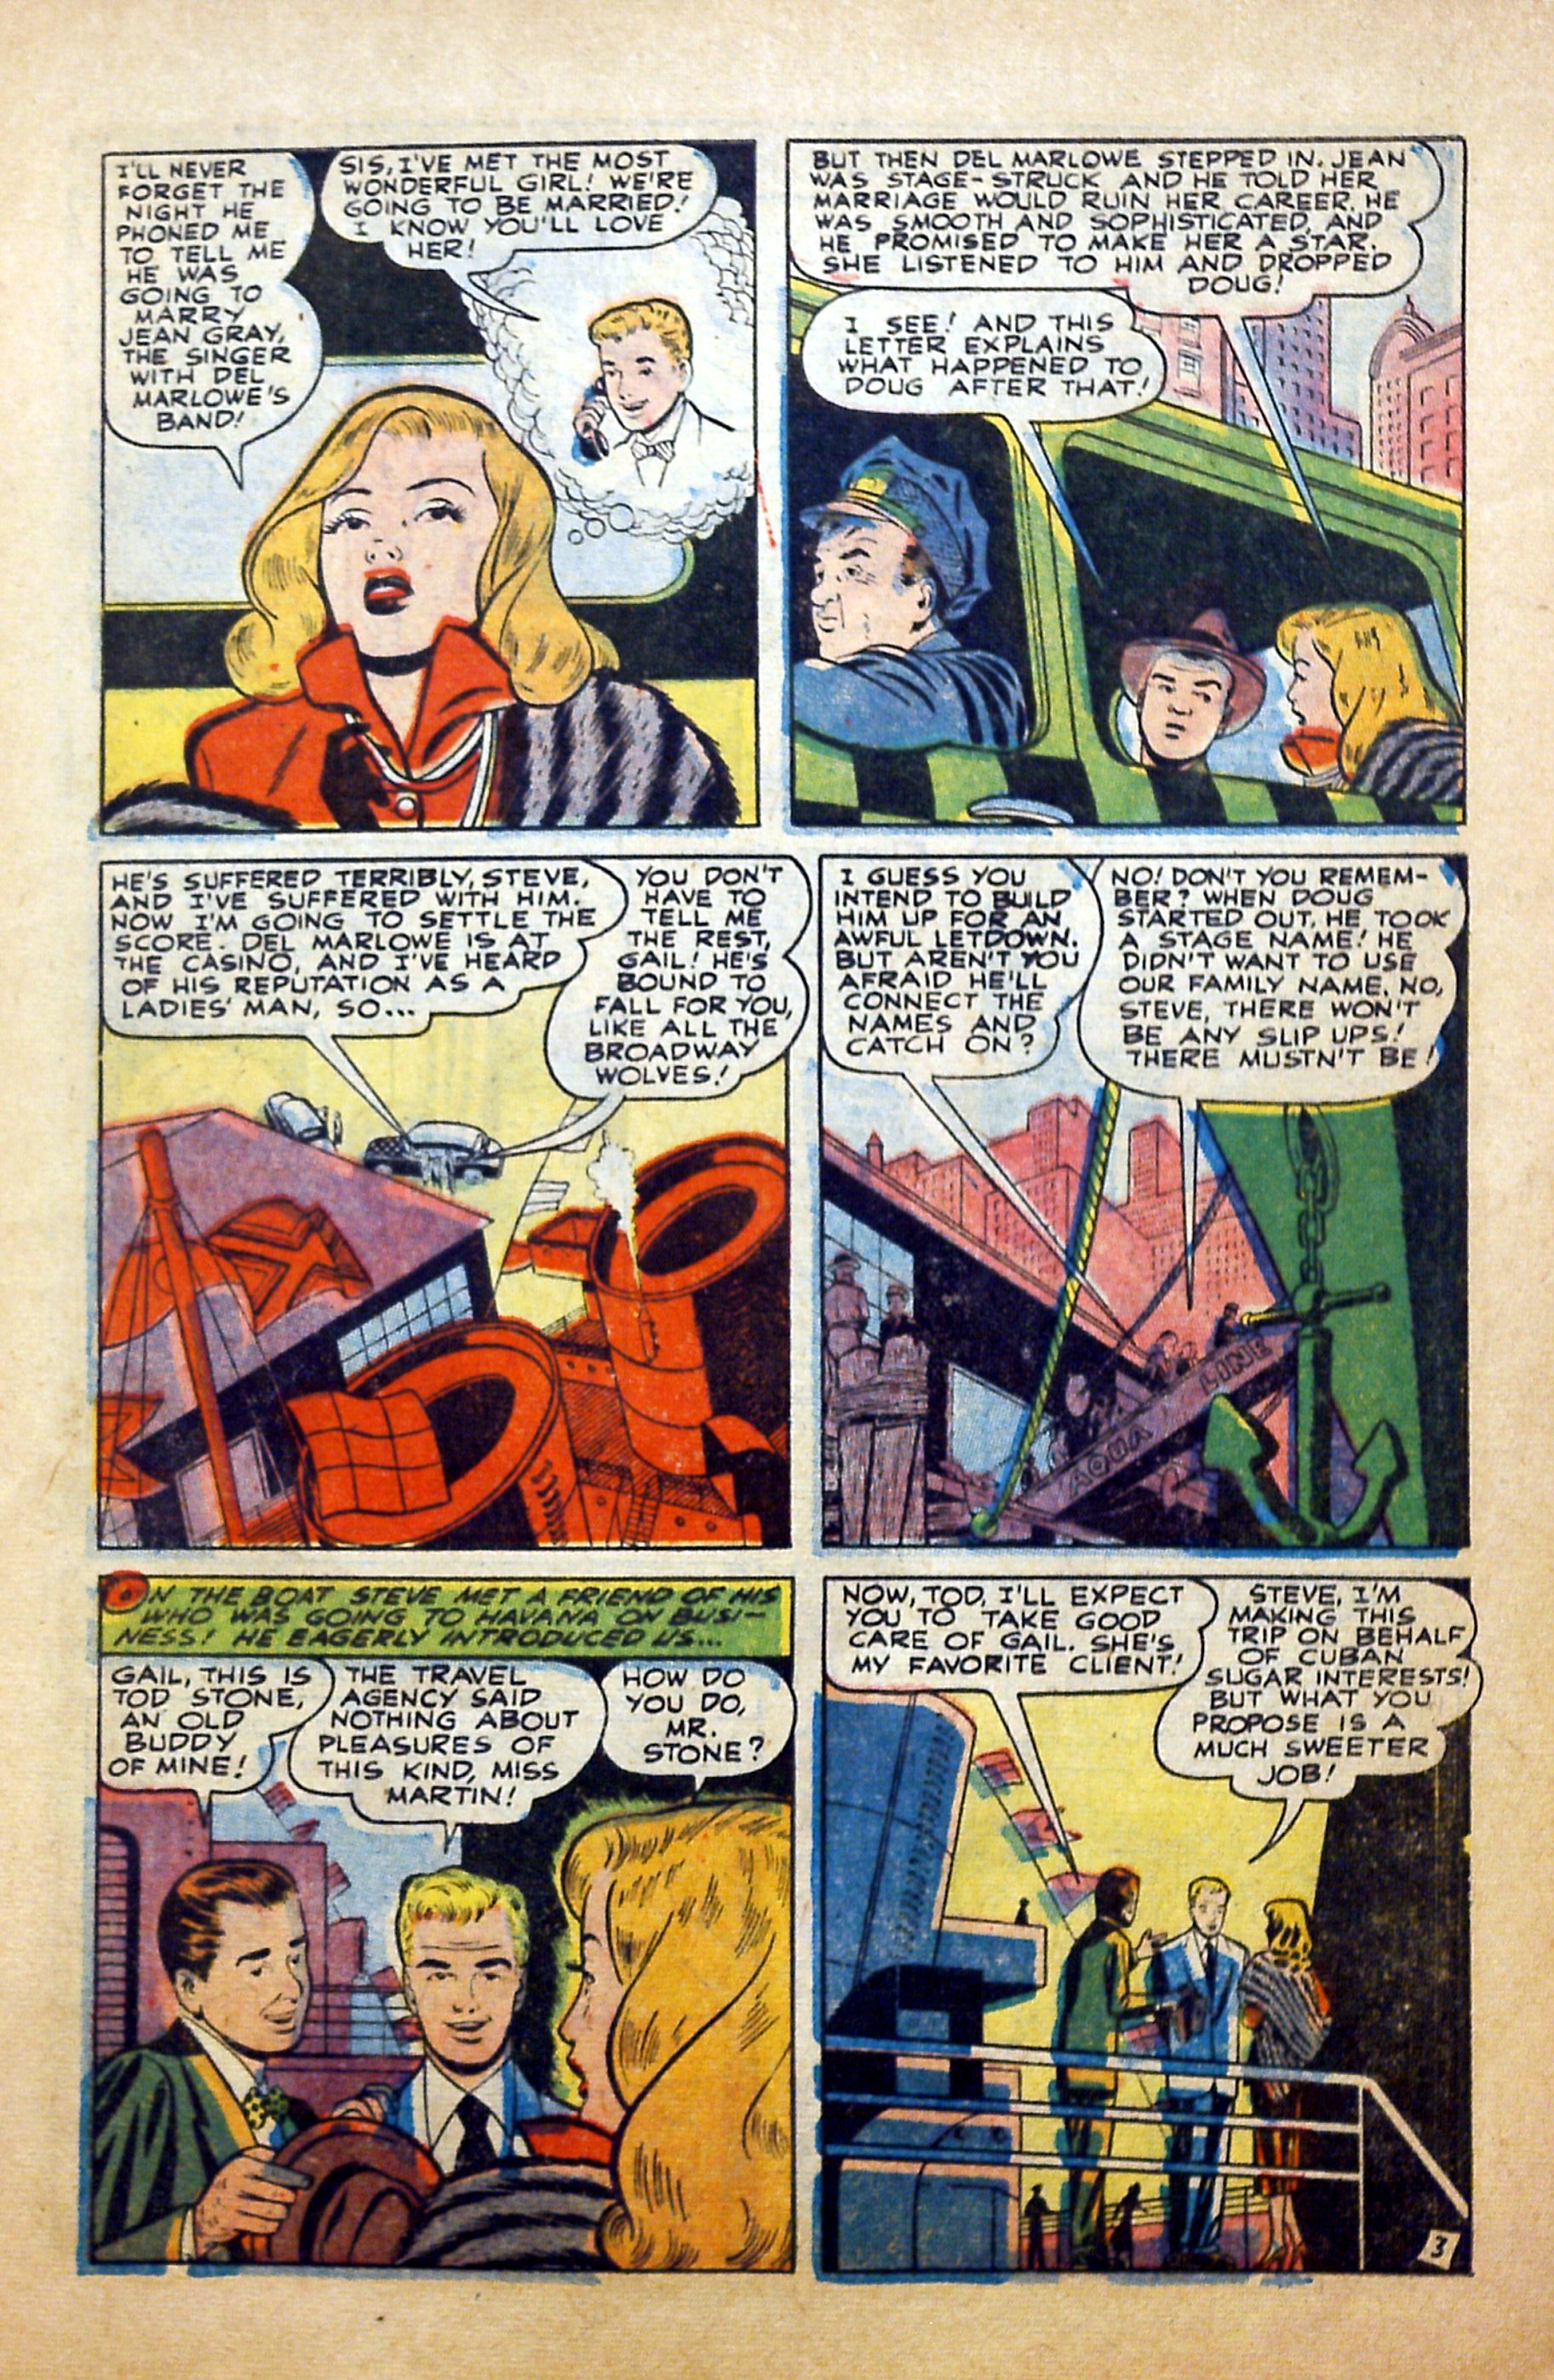 I'LL NEVER
FORGET THE
NIGHT HE
PHONED ME
TO TELL ME
HE WAS
GOING TO
MARRY
JEAN GRAY,
THE SINGER
WITH DEL
MARLOWE'S
BAND!
SIS, I'VE MET THE MOST
WONDERFUL GIRL! WE'RE
GOING TO BE MARRIED!
I KNOW YOU'LL LOVE
HER!
BUT THEN DEL MARLOWE STEPPED IN. JEAN
WAS STAGE-STRUCK AND HE TOLD HER
MARRIAGE WOULD RUIN HER CAREER. HE
WAS SMOOTH AND SOPHISTICATED, AND
HE PROMISED TO MAKE HER A STAR.
SHE LISTENED TO HIM AND DROPPED
DOUG!
I SEE! AND THIS
LETTER EXPLAINS
WHAT HAPPENED TO
DOUG AFTER THAT!
HE'S SUFFERED TERRIBLY, STEVE,
AND I'VE SUFFERED WITH HIM.
NOW I'M GOING TO SETTLE THE
SCORE. DEL MARLOWE IS AT
THE CASINO, AND I'VE HEARD
OF HIS REPUTATION AS A
LADIES' MAN, SO...
YOU DON'T
HAVE TO
TELL ME
THE REST,
GAIL! HE'S
BOUND TO
FALL FOR YOU,
LIKE ALL THE
BROADWAY
WOLVES!
I GUESS YOU
INTEND TO BUILD
HIM UP FOR AN
AWFUL LETDOWN.
BUT AREN'T YOU
AFRAID HE'LL
CONNECT THE
NAMES AND
CATCH ON?
NO! DON'T YOU REMEM-
BER? WHEN DOUG
STARTED OUT, HE TOOK
A STAGE NAME! HE
DIDN'T WANT TO USE
OUR FAMILY NAME. NO,
STEVE, THERE WON'T
BE ANY SLIP UPS!
THERE MUSTN'T BE!
AQUA LINE
ON THE BOAT STEVE MET A FRIEND OF HIS
WHO WAS GOING TO HAVANA ON BUSI-
NESS! HE EAGERLY INTRODUCED US...
GAIL, THIS IS
TOD STONE,
AN OLD
BUDDY
OF MINE!
THE TRAVEL
AGENCY SAID
NOTHING ABOUT
PLEASURES OF
THIS KIND, MISS
MARTIN!
HOW DO
YOU DO,
MR.
STONE?
NOW, TOD, I'LL EXPECT
YOU TO TAKE GOOD
CARE OF GAIL. SHE'S
MY FAVORITE CLIENT!
STEVE, I'M
MAKING THIS
TRIP ON BEHALF
OF CUBAN
SUGAR INTERESTS!
BUT WHAT YOU
PROPOSE IS A
MUCH SWEETER
JOB!
3